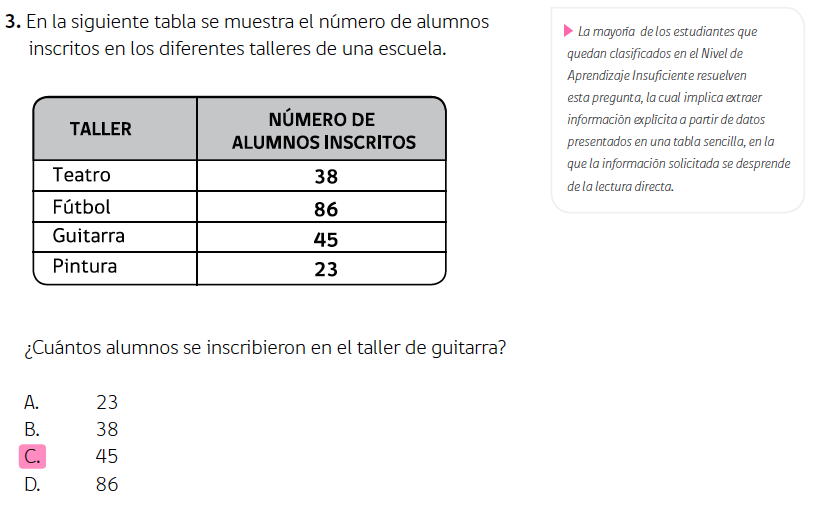 3. En la siguiente tabla se muestra el número de alumnos
inscritos en los diferentes talleres de una escuela.
TALLER NÚMERO DE
ALUMNOS INSCRITOS
Teatro 38
Fútbol 86
Guitarra 45
Pintura 23
¿Cuántos alumnos se inscribieron en el taller de guitarra?
A. 23
B. 38
C. 45
D. 86
La mayoría de los estudiantes que
quedan clasificados en el Nivel de
Aprendizaje Insuficiente resuelven
esta pregunta, la cual implica extraer
información explícita a partir de datos
presentados en una tabla sencilla, en la
que la información solicitada se desprende
de la lectura directa.